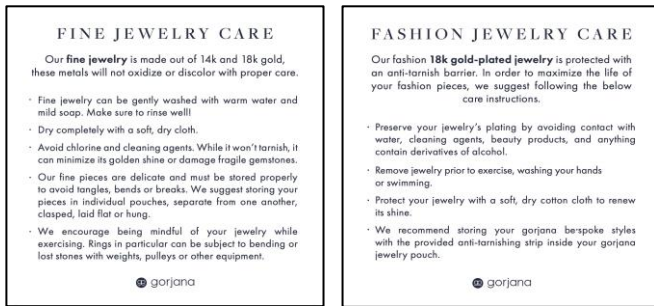 FINE JEWELRY CARE
Our fine jewelry is made out of 14k and 18k gold,
these metals will not oxidize or discolor with proper care.
· Fine jewelry can be gently washed with warm water and
mild soap. Make sure to rinse well!
· Dry completely with a soft, dry cloth.
· Avoid chlorine and cleaning agents. While it won't tarnish, it
can minimize its golden shine or damage fragile gemstones.
· Our fine pieces are delicate and must be stored properly
to avoid tangles, bends or breaks. We suggest storing your
pieces in individual pouches, separate from one another,
clasped, laid flat or hung.
· We encourage being mindful of your jewelry while
exercising. Rings in particular can be subject to bending or
lost stones with weights, pulleys or other equipment.
gorjana
FASHION JEWELRY CARE
Our fashion 18k gold-plated jewelry is protected with
an anti-tarnish barrier. In order to maximize the life of
your fashion pieces, we suggest following the below
care instructions.
· Preserve your jewelry's plating by avoiding contact with
water, cleaning agents, beauty products, and anything
contain derivatives of alcohol.
· Remove jewelry prior to exercise, washing your hands
or swimming.
· Protect your jewelry with a soft, dry cotton cloth to renew
its shine.
· We recommend storing your gorjana be-spoke styles
with the provided anti-tarnishing strip inside your gorjana
jewelry pouch.
gorjana